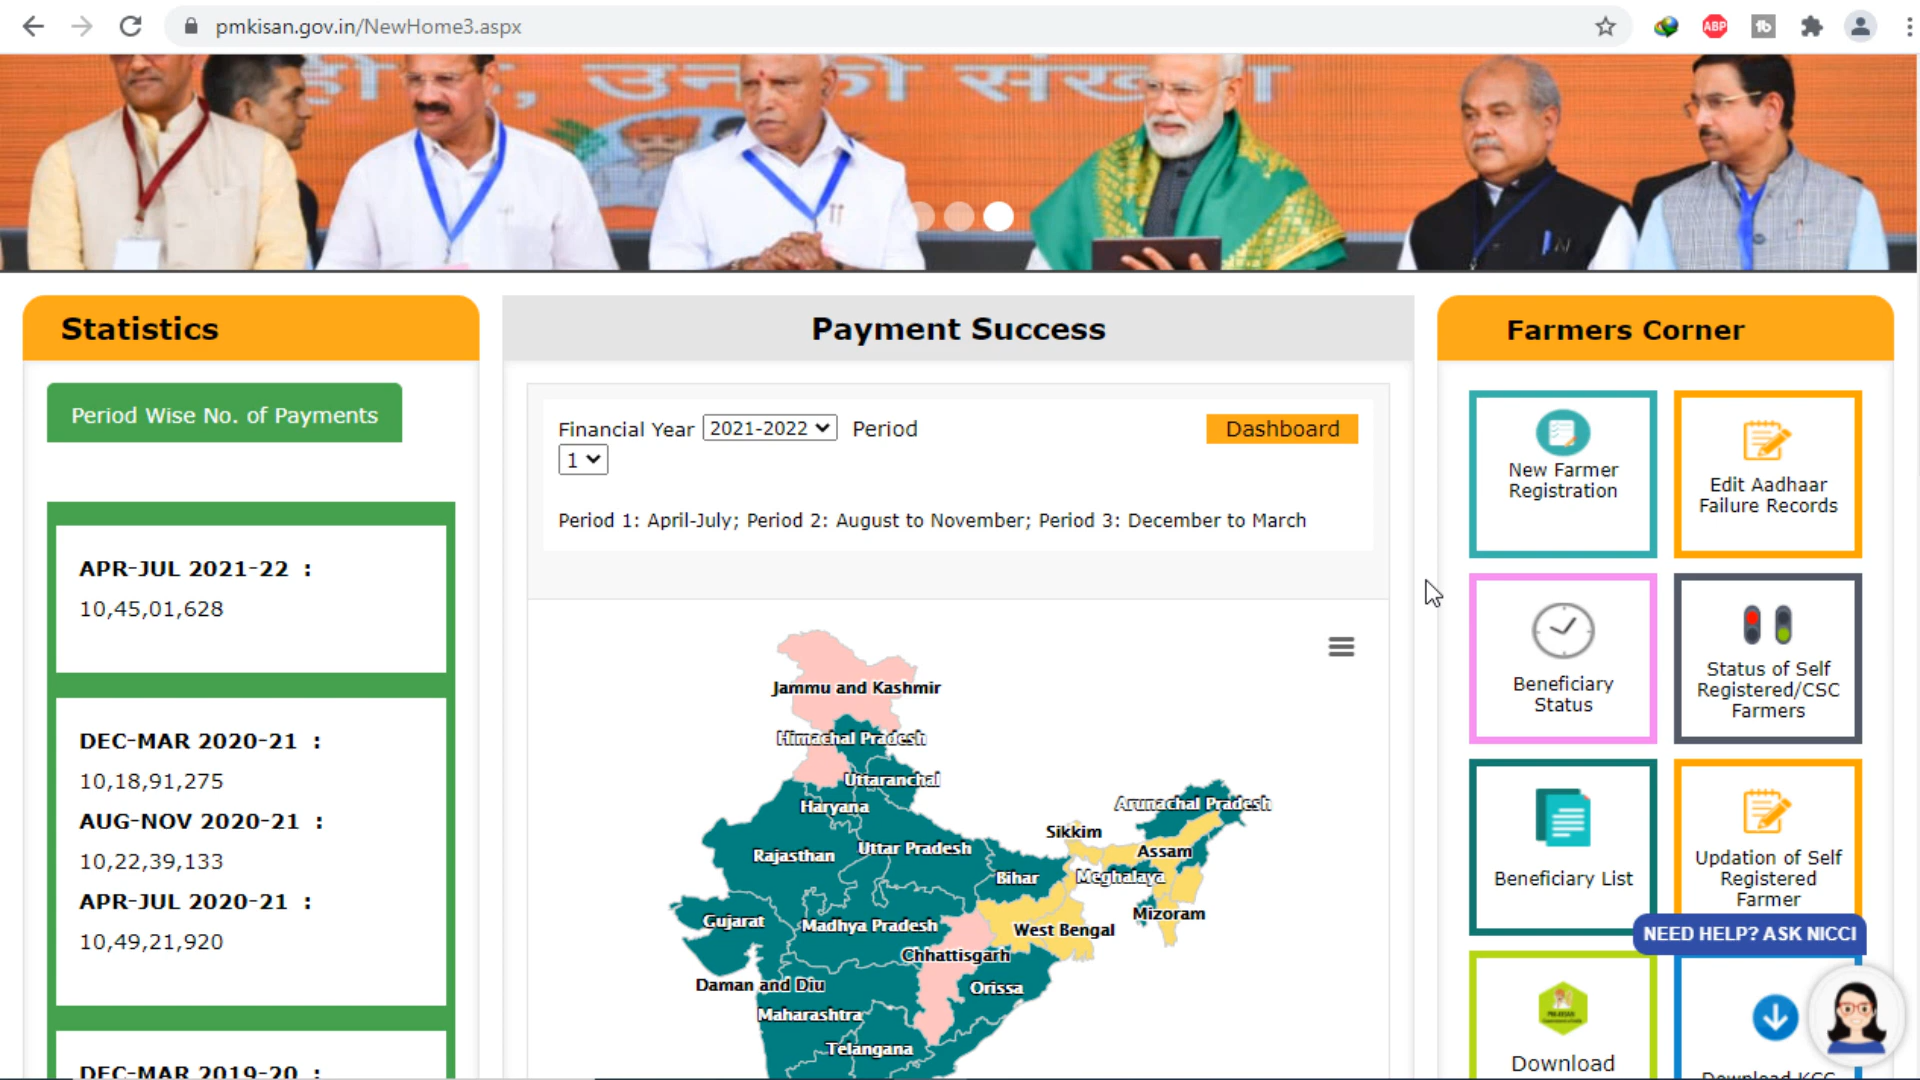 pmkisan.gov.in/NewHome3.aspx
ABP
उनकी संख्या
Statistics
Period Wise No. of Payments
APR-JUL 2021-22 :
10,45,01,628
DEC-MAR 2020-21 :
10,18,91,275
AUG-NOV 2020-21 :
10,22,39,133
APR-JUL 2020-21 :
10,49,21,920
DEC-MAR 2019-20 :
Payment Success
Financial Year 2021-2022 Period
1
Dashboard
Period 1: April-July; Period 2: August to November; Period 3: December to March
Jammu and Kashmir
Himachal Pradesh
Uttaranchal
Haryana
Arunachal Pradesh
Sikkim
Rajasthan
Uttar Pradesh
Assam
Bihar
Meghalaya
Mizoram
Gujarat
Madhya Pradesh
West Bengal
Chhattisgarh
Daman and Diu
Orissa
Maharashtra
Telangana
Farmers Corner
New Farmer
Registration
Edit Aadhaar
Failure Records
Beneficiary
Status
Status of Self
Registered/CSC
Farmers
Beneficiary List
Updation of Self
Registered
Farmer
NEED HELP? ASK NICCI
Download
Download KCC